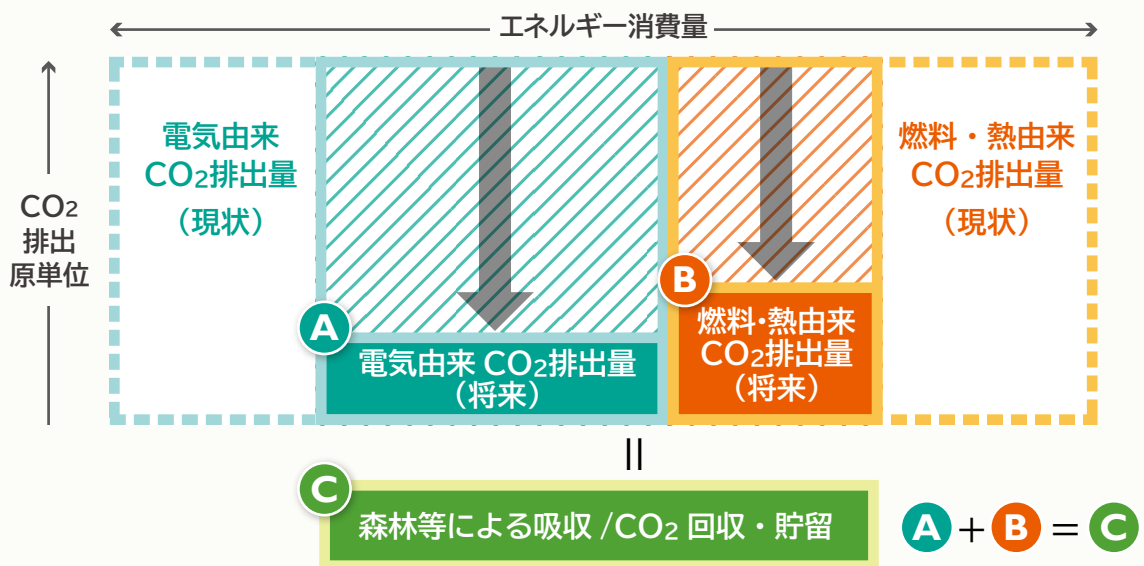 エネルギー消費量
CO2
排出
原単位
電気由来
CO2排出量
（現状）
燃料・熱由来
CO2排出量
（現状）
A
電気由来 CO2排出量
（将来）
B
燃料・熱由来
CO2排出量
（将来）
=
C
森林等による吸収 /CO2 回収・貯留
A + B = C